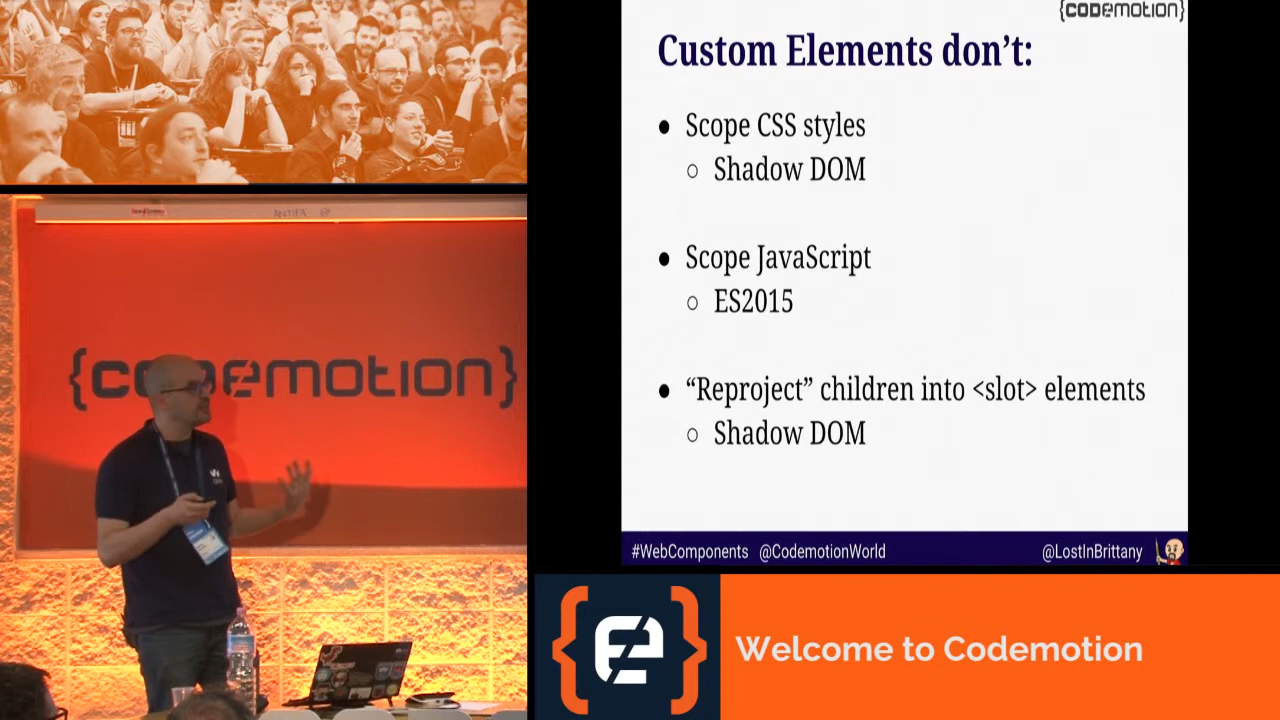 {codemotion}
Custom Elements don't:
● Scope CSS styles
○ Shadow DOM
● Scope JavaScript
○ ES2015
● “Reproject” children into <slot> elements
○ Shadow DOM
#WebComponents @CodemotionWorld
@LostInBrittany
{codemotion}
Welcome to Codemotion